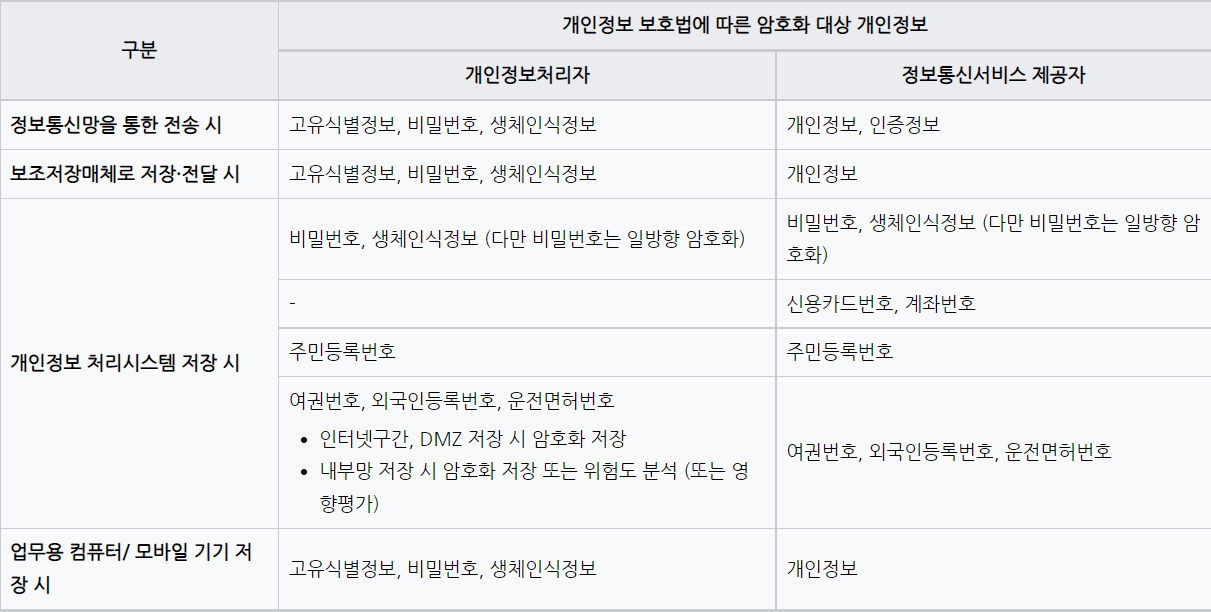 구분
개인정보 보호법에 따른 암호화 대상 개인정보
개인정보처리자
정보통신서비스 제공자
정보통신망을 통한 전송 시
고유식별정보, 비밀번호, 생체인식정보
개인정보, 인증정보
보조저장매체로 저장·전달 시
고유식별정보, 비밀번호, 생체인식정보
개인정보
개인정보 처리시스템 저장 시
비밀번호, 생체인식정보 (다만 비밀번호는 일방향 암호화)
비밀번호, 생체인식정보 (다만 비밀번호는 일방향 암
호화)
-
신용카드번호, 계좌번호
주민등록번호
주민등록번호
여권번호, 외국인등록번호, 운전면허번호
• 인터넷구간, DMZ 저장 시 암호화 저장
• 내부망 저장 시 암호화 저장 또는 위험도 분석 (또는 영
향평가)
여권번호, 외국인등록번호, 운전면허번호
업무용 컴퓨터/ 모바일 기기 저
장 시
고유식별정보, 비밀번호, 생체인식정보
개인정보